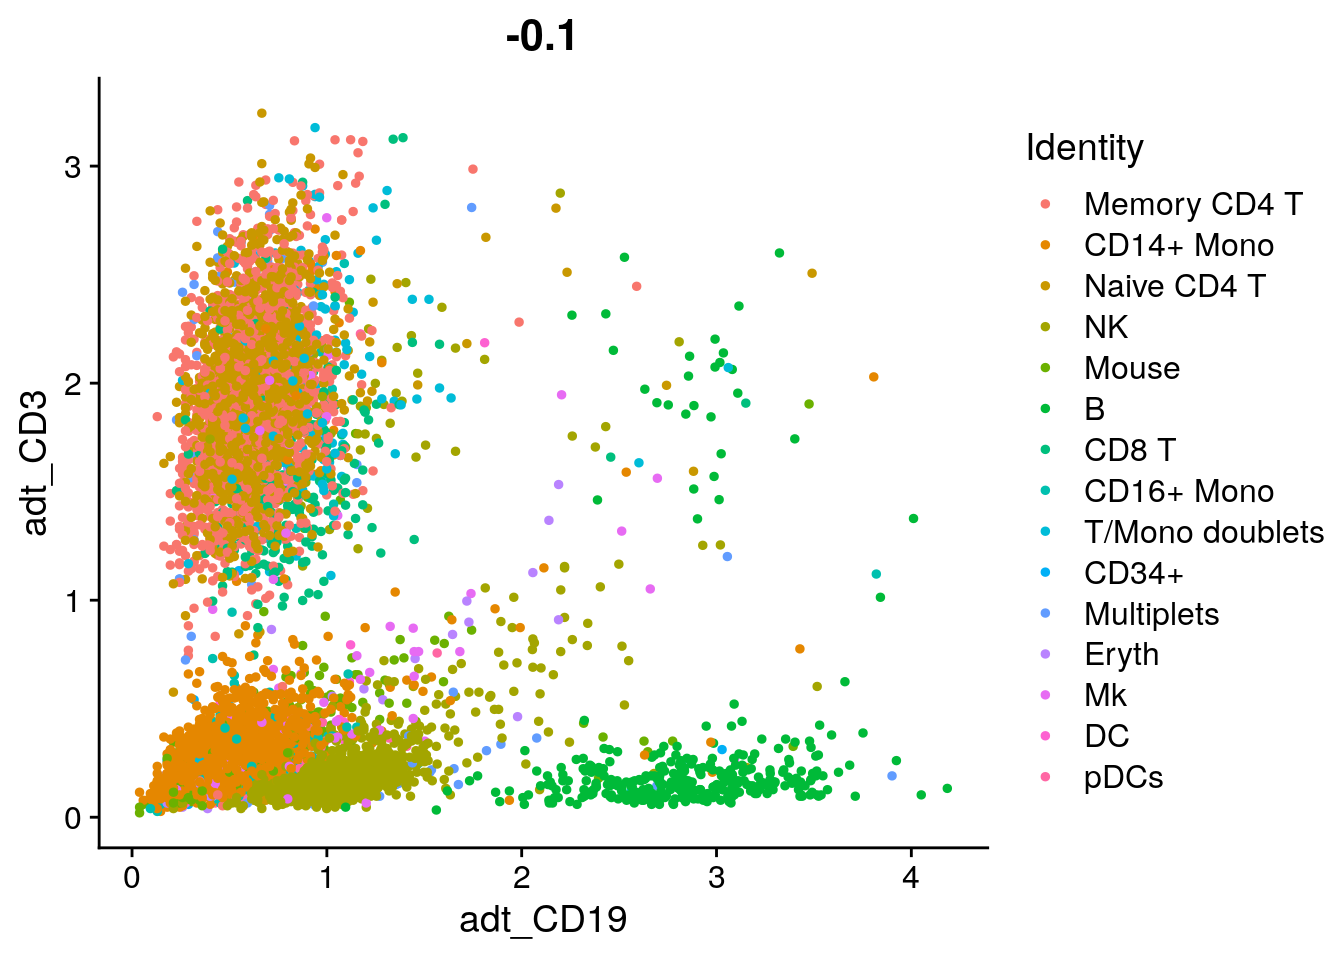 -0.1
3
2
1
0
adt_CD3
0 1 2 3 4
adt_CD19
Identity
Memory CD4 T
CD14+ Mono
Naive CD4 T
NK
Mouse
B
CD8 T
CD16+ Mono
T/Mono doublets
CD34+
Multiplets
Eryth
Mk
DC
pDCs